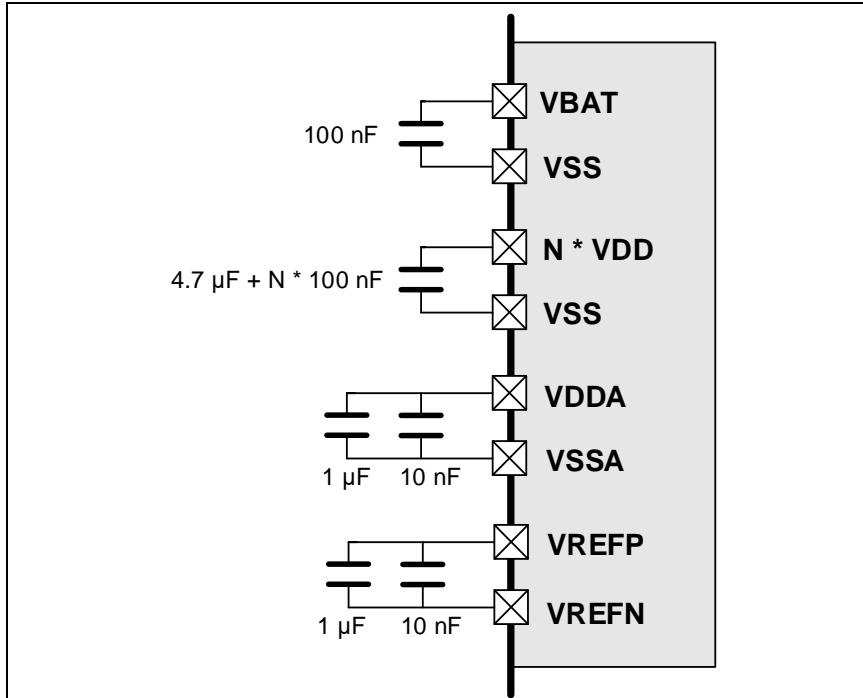 VBAT
100 nF
VSS
N * VDD
4.7 µF + N * 100 nF
VSS
VDDA
VSSA
1 µF 10 nF
VREFP
VREFN
1 µF 10 nF